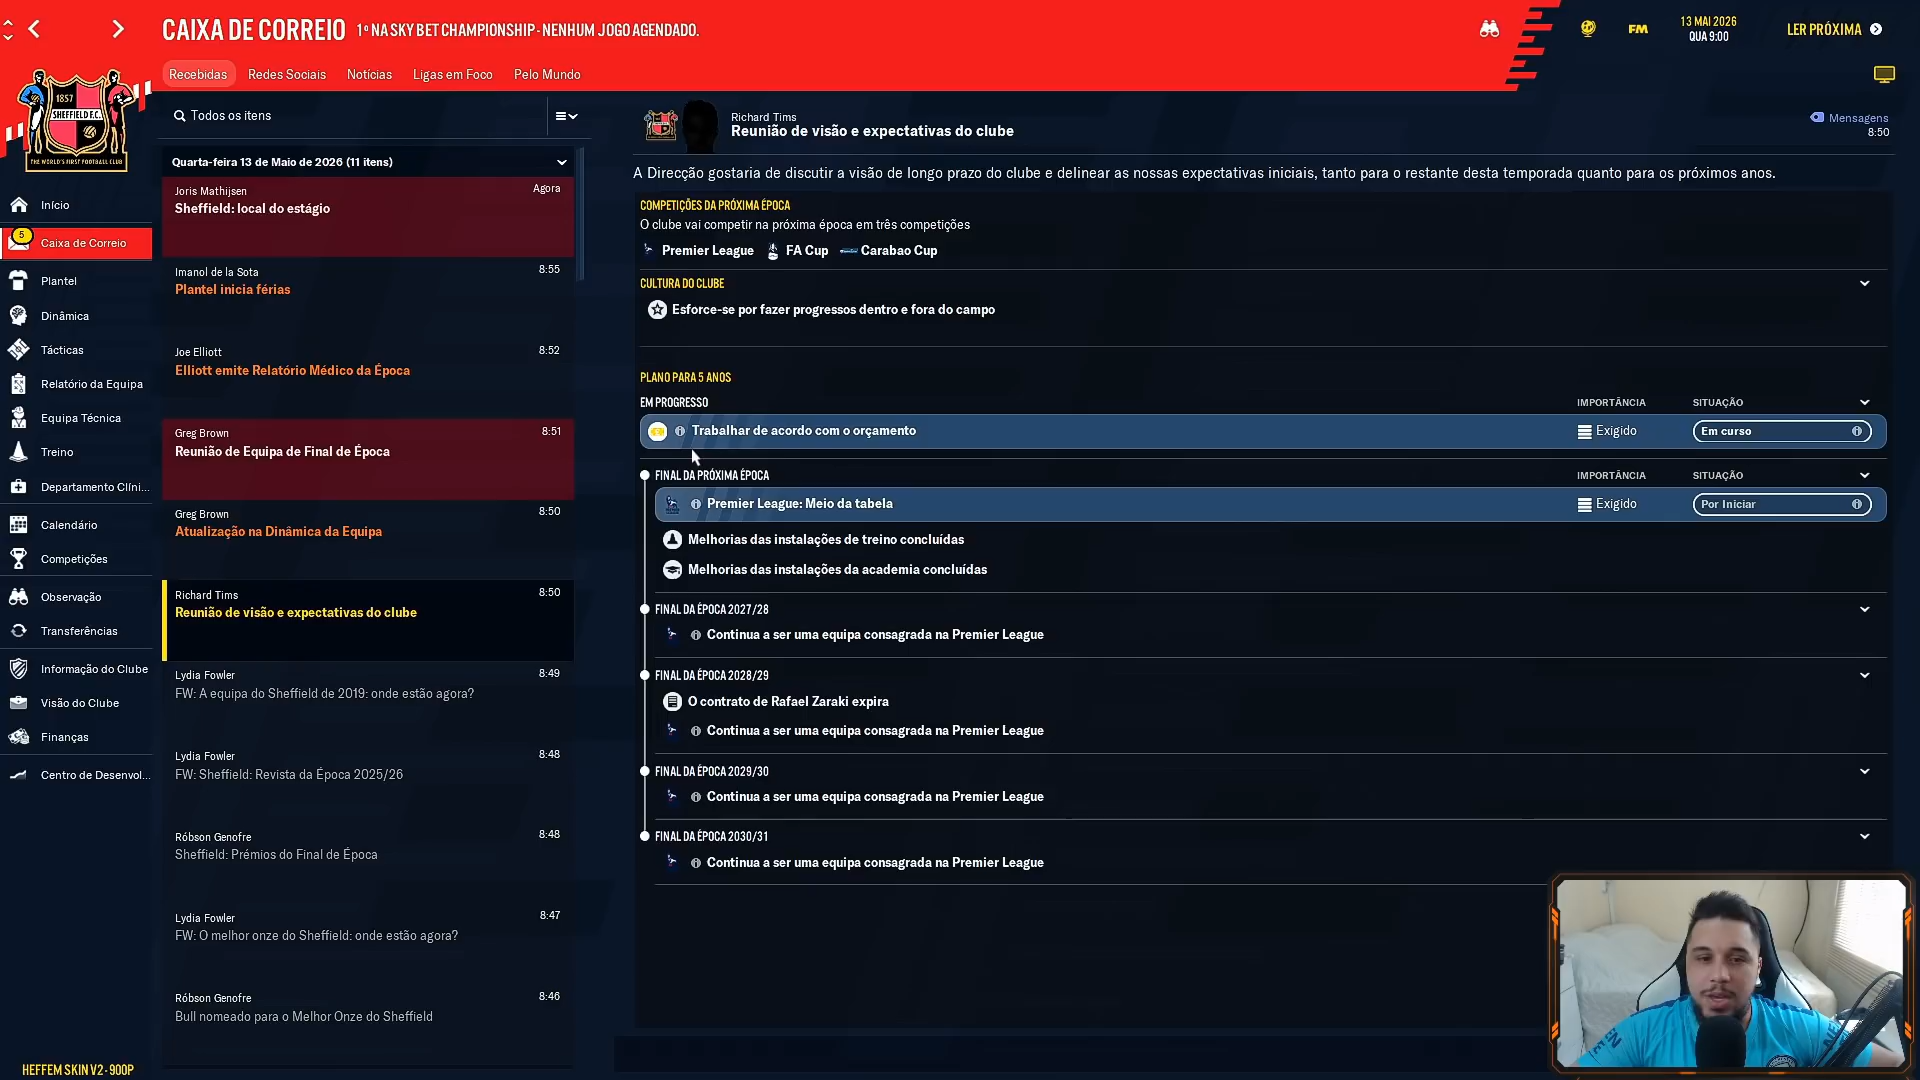 CAIXA DE CORREIO
1º NA SKY BET CHAMPIONSHIP - NENHUM JOGO AGENDADO.
FM
13 MAI 2026
QUA 9:00
LER PRÓXIMA
Recebidas
Redes Sociais
Notícias
Ligas em Foco
Pelo Mundo
1857
SHEFFIELD F.C.
THE WORLD'S FIRST FOOTBALL CLUB
Início
5
Caixa de Correio
Plantel
Dinâmica
Tácticas
Relatório da Equipa
Equipa Técnica
Treino
Departamento Clíni...
Calendário
Competições
Observação
Transferências
Informação do Clube
Visão do Clube
Finanças
Centro de Desenvol...
HEFFEM SKIN V2 - 900P
Todos os itens
Quarta-feira 13 de Maio de 2026 (11 itens)
Joris Mathijsen
Agora
Sheffield: local do estágio
Imanol de la Sota
8:55
Plantel inicia férias
Joe Elliott
8:52
Elliott emite Relatório Médico da Época
Greg Brown
8:51
Reunião de Equipa de Final de Época
Greg Brown
8:50
Atualização na Dinâmica da Equipa
Richard Tims
8:50
Reunião de visão e expectativas do clube
Lydia Fowler
8:49
FW: A equipa do Sheffield de 2019: onde estão agora?
Lydia Fowler
8:48
FW: Sheffield: Revista da Época 2025/26
Róbson Genofre
8:48
Sheffield: Prémios do Final de Época
Lydia Fowler
8:47
FW: O melhor onze do Sheffield: onde estão agora?
Róbson Genofre
8:46
Bull nomeado para o Melhor Onze do Sheffield
Richard Tims
Reunião de visão e expectativas do clube
Mensagens
8:50
A Direcção gostaria de discutir a visão de longo prazo do clube e delinear as nossas expectativas iniciais, tanto para o restante desta temporada quanto para os próximos anos.
COMPETIÇÕES DA PRÓXIMA ÉPOCA
O clube vai competir na próxima época em três competições
Premier League
FA Cup
Carabao Cup
CULTURA DO CLUBE
Esforce-se por fazer progressos dentro e fora do campo
PLANO PARA 5 ANOS
EM PROGRESSO
IMPORTÂNCIA
SITUAÇÃO
Trabalhar de acordo com o orçamento
Exigido
Em curso
FINAL DA PRÓXIMA ÉPOCA
IMPORTÂNCIA
SITUAÇÃO
Premier League: Meio da tabela
Exigido
Por Iniciar
Melhorias das instalações de treino concluídas
Melhorias das instalações da academia concluídas
FINAL DA ÉPOCA 2027/28
Continua a ser uma equipa consagrada na Premier League
FINAL DA ÉPOCA 2028/29
O contrato de Rafael Zaraki expira
Continua a ser uma equipa consagrada na Premier League
FINAL DA ÉPOCA 2029/30
Continua a ser uma equipa consagrada na Premier League
FINAL DA ÉPOCA 2030/31
Continua a ser uma equipa consagrada na Premier League